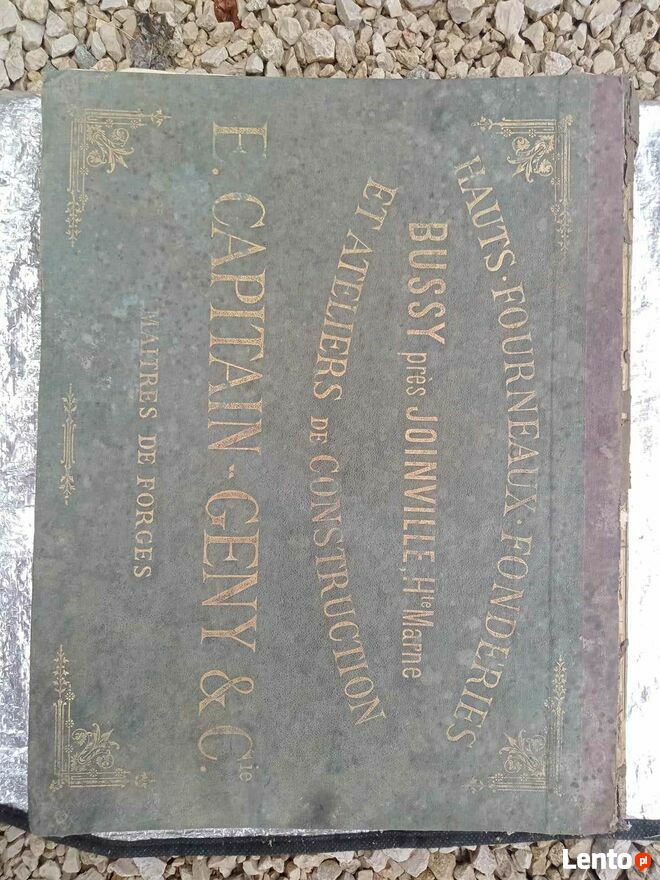 HAUTS·FOURNEAUX·FONDERIES
BUSSY près JOINVILLE, Hte Marne
ET ATELIERS DE CONSTRUCTION
E. CAPITAIN-GENY & Cie.
MAITRES DE FORGES
Lento.pl